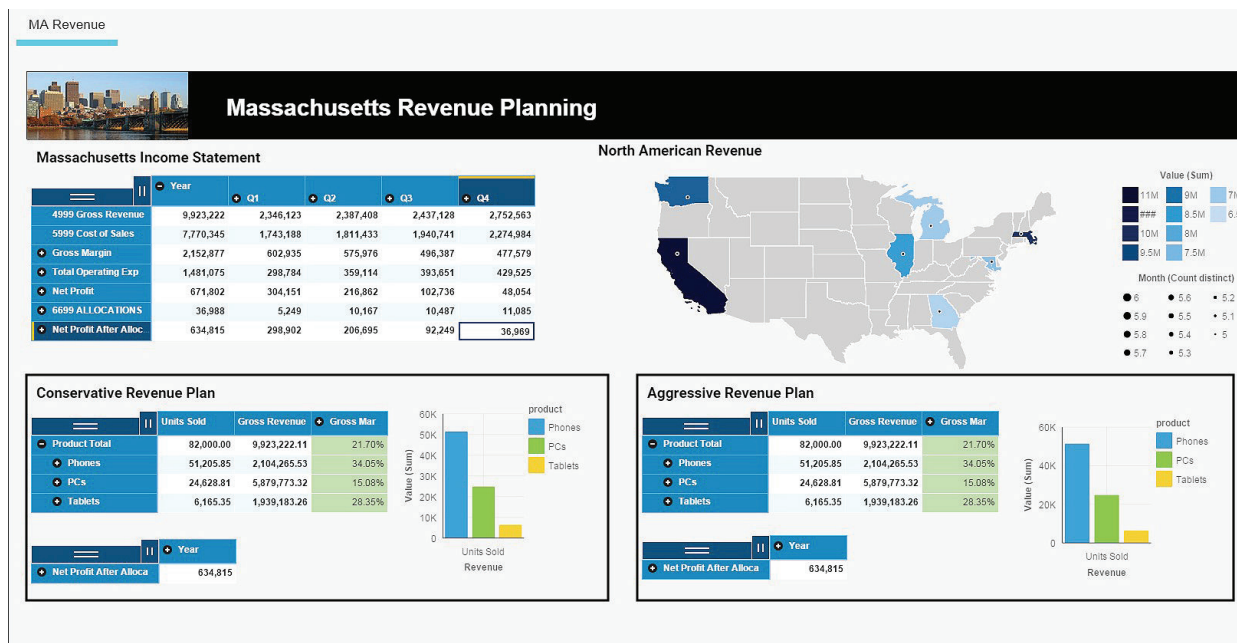 MA Revenue
Massachusetts Revenue Planning
Massachusetts Income Statement
Year Q1 Q2 Q3 Q4
4999 Gross Revenue 9,923,222 2,346,123 2,387,408 2,437,128 2,752,563
5999 Cost of Sales 7,770,345 1,743,188 1,811,433 1,940,741 2,274,984
Gross Margin 2,152,877 602,935 575,976 496,387 477,579
Total Operating Exp 1,481,075 298,784 359,114 393,651 429,525
Net Profit 671,802 304,151 216,862 102,736 48,054
6699 ALLOCATIONS 36,988 5,249 10,167 10,487 11,085
Net Profit After Alloc 634,815 298,902 206,695 92,249 36,969
North American Revenue
Value (Sum)
11M 9M 7M
### 8.5M 6.5
10M 8M
9.5M 7.5M
Month (Count distinct)
6 5.6 5.2
5.9 5.5 5.1
5.8 5.4 5
5.7 5.3
Conservative Revenue Plan
Units Sold Gross Revenue Gross Mar
Product Total 82,000.00 9,923,222.11 21.70%
Phones 51,205.85 2,104,265.53 34.05%
PCs 24,628.81 5,879,773.32 15.08%
Tablets 6,165.35 1,939,183.26 28.35%
Year
Net Profit After Alloca 634,815
Value (Sum)
60K
50K
40K
30K
20K
10K
0
Units Sold
Revenue
product
Phones
PCs
Tablets
Aggressive Revenue Plan
Units Sold Gross Revenue Gross Mar
Product Total 82,000.00 9,923,222.11 21.70%
Phones 51,205.85 2,104,265.53 34.05%
PCs 24,628.81 5,879,773.32 15.08%
Tablets 6,165.35 1,939,183.26 28.35%
Year
Net Profit After Alloca 634,815
Value (Sum)
60K
40K
20K
0
Units Sold
Revenue
product
Phones
PCs
Tablets